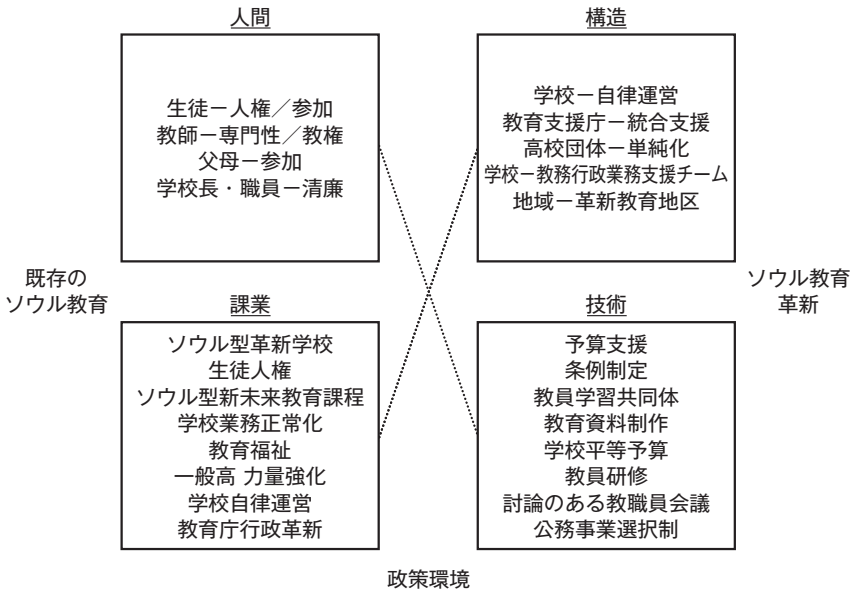 人間
生徒－人権／参加
教師－専門性／教権
父母－参加
学校長・職員－清廉
構造
学校－自律運営
教育支援庁－統合支援
高校団体－単純化
学校－教務行政業務支援チーム
地域－革新教育地区
既存の
ソウル教育
ソウル教育
革新
課業
ソウル型革新学校
生徒人権
ソウル型新未来教育課程
学校業務正常化
教育福祉
一般高 力量強化
学校自律運営
教育庁行政革新
技術
予算支援
条例制定
教員学習共同体
教育資料制作
学校平等予算
教員研修
討論のある教職員会議
公務事業選択制
政策環境